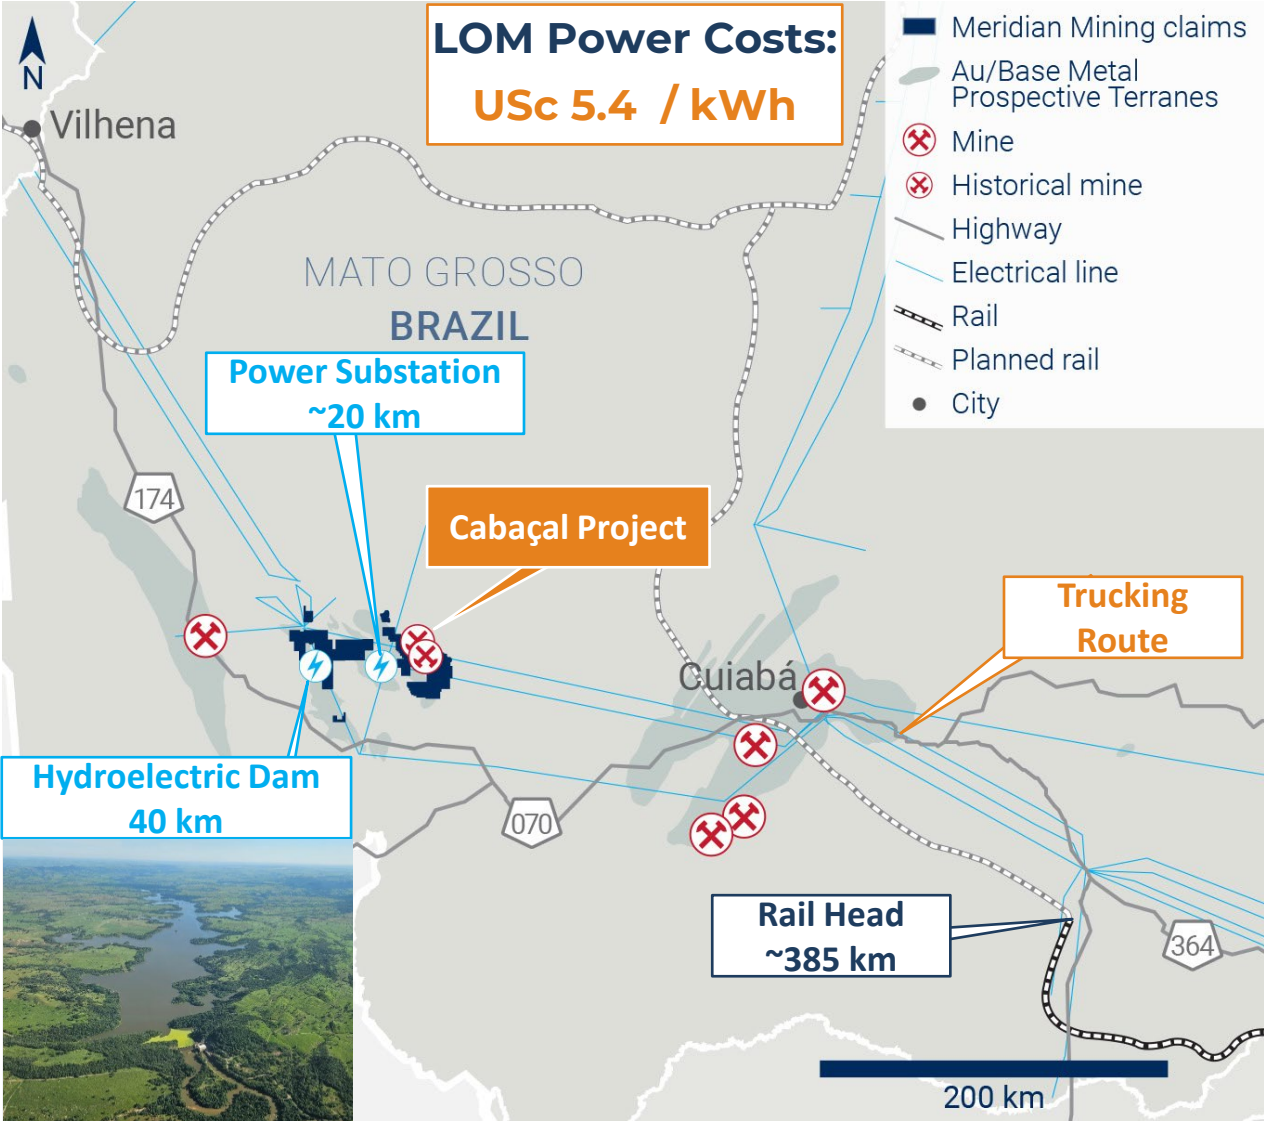 LOM Power Costs:
USc 5.4 / kWh
Meridian Mining claims
Au/Base Metal
Prospective Terranes
Mine
Historical mine
Highway
Electrical line
Rail
Planned rail
City
N
Vilhena
MATO GROSSO
BRAZIL
Power Substation
~20 km
174
Cabaçal Project
Trucking
Route
Cuiabá
Hydroelectric Dam
40 km
070
Rail Head
~385 km
364
200 km